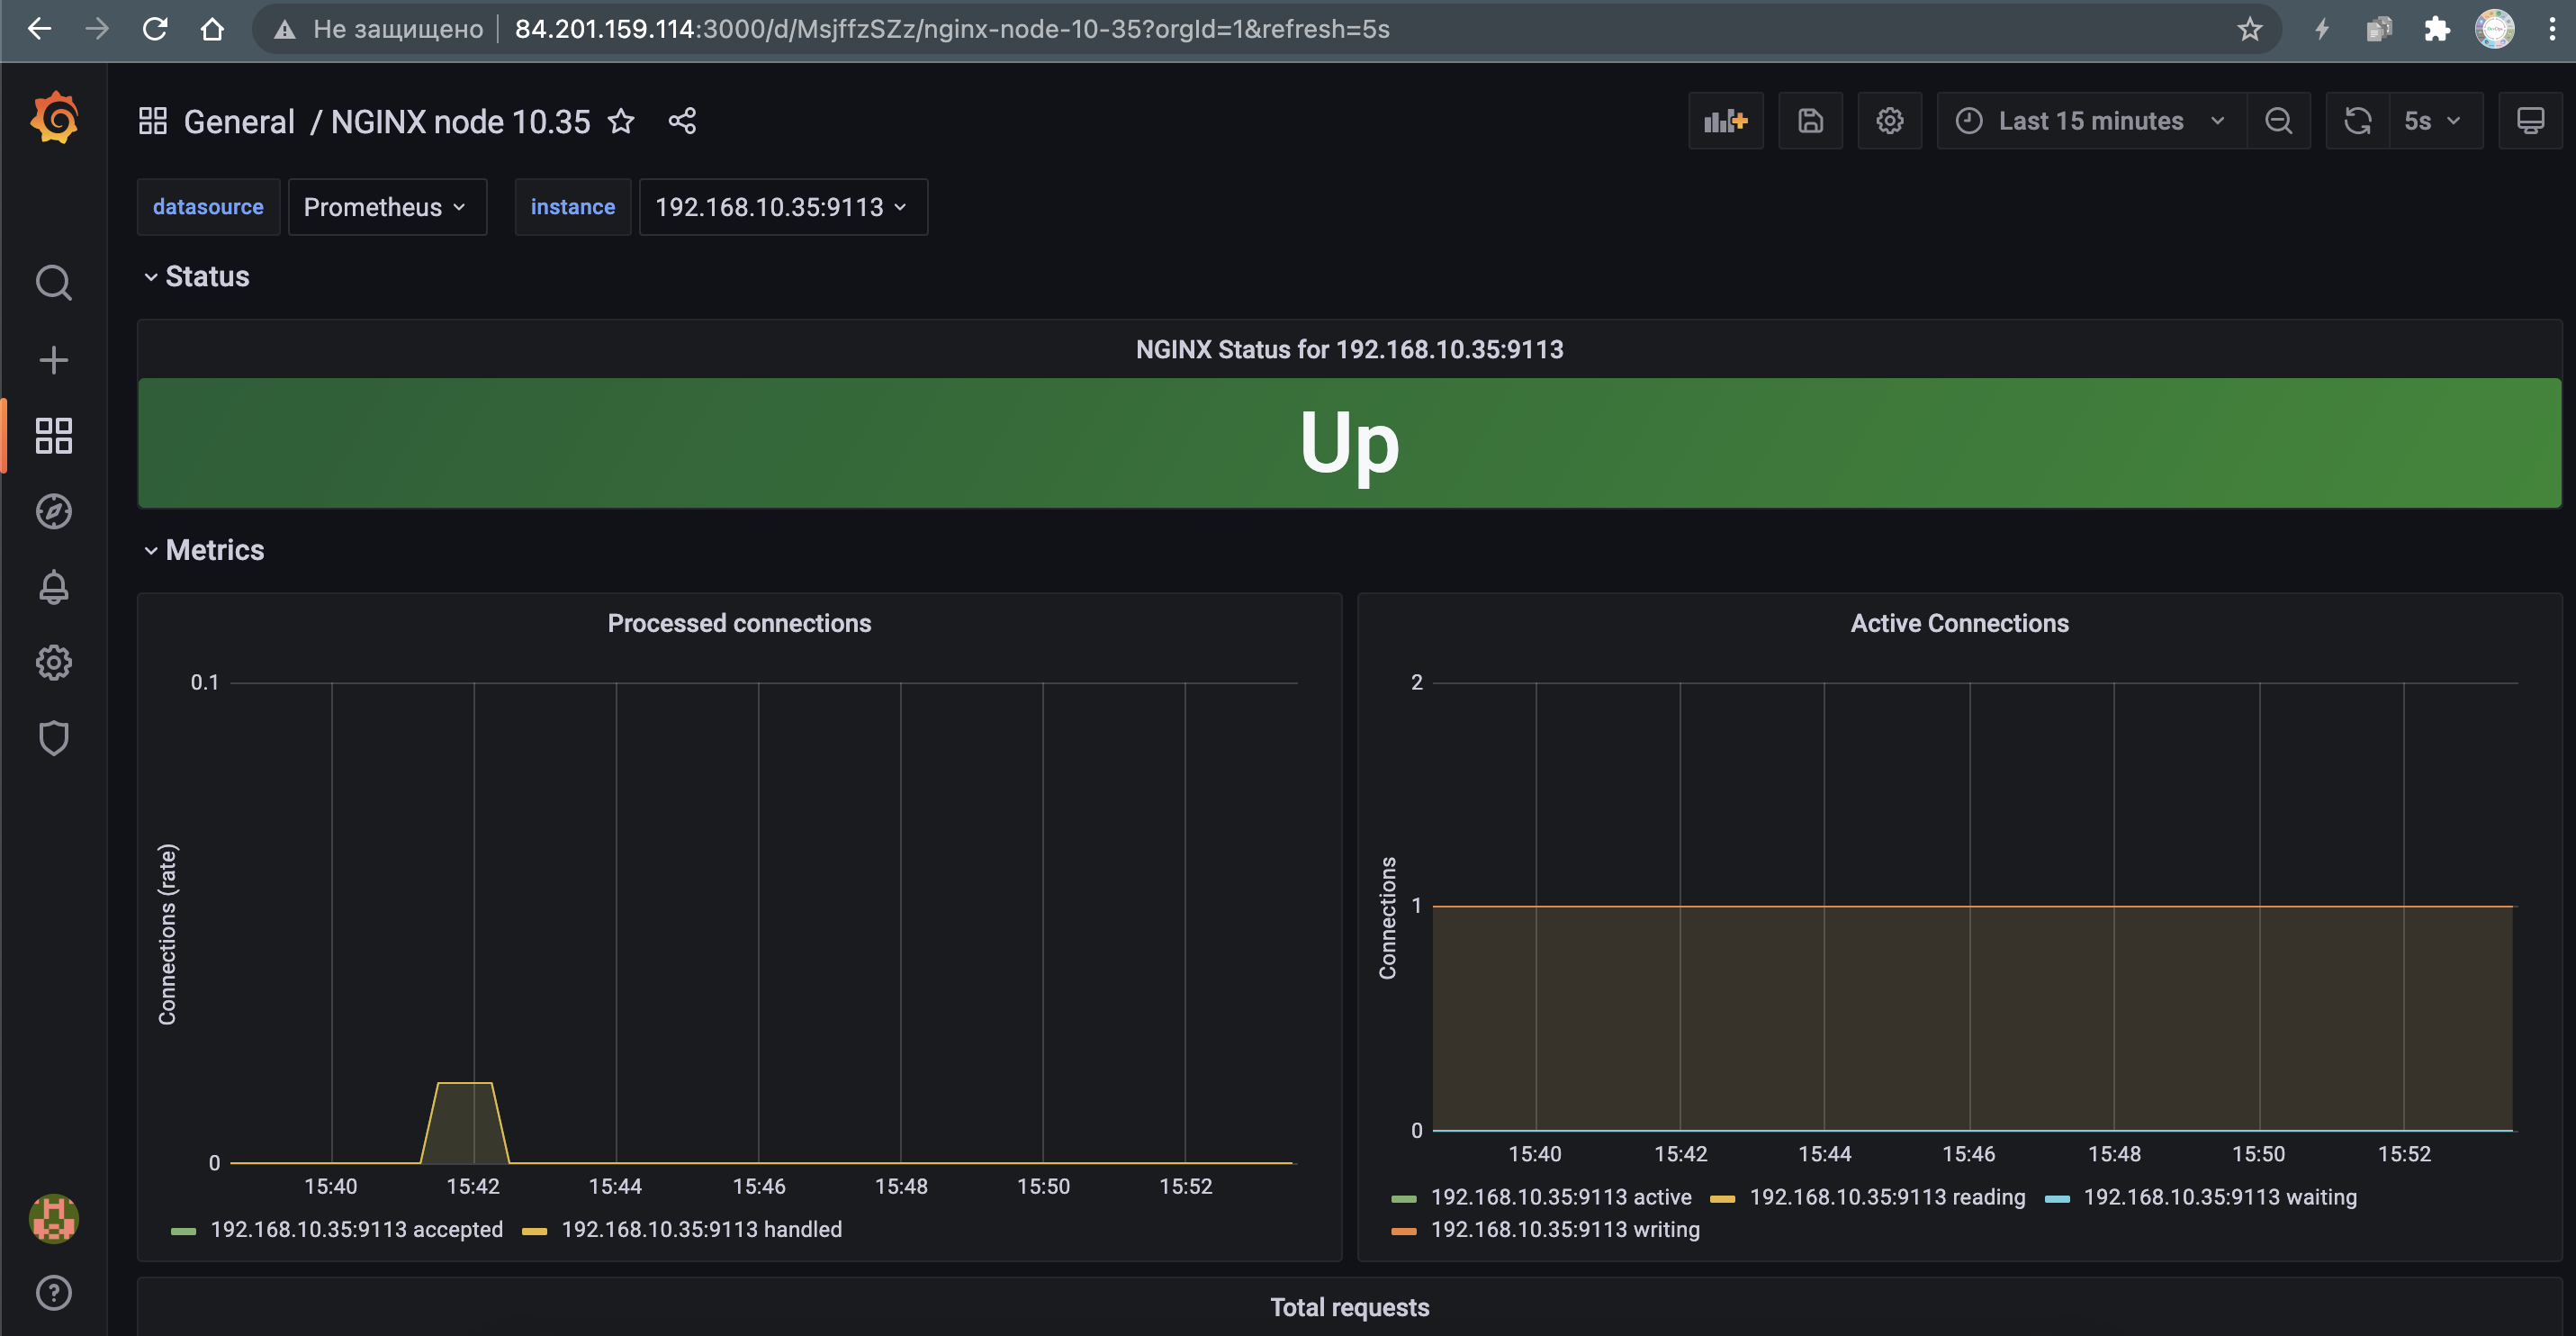 Не защищено
84.201.159.114:3000/d/MsjffzSZz/nginx-node-10-35?orgId=1&refresh=5s
General / NGINX node 10.35
Last 15 minutes
5s
datasource Prometheus instance 192.168.10.35:9113
Status
NGINX Status for 192.168.10.35:9113
Up
Metrics
Processed connections
0.1
Connections (rate)
0
15:40 15:42 15:44 15:46 15:48 15:50 15:52
192.168.10.35:9113 accepted 192.168.10.35:9113 handled
Active Connections
2
Connections
1
0
15:40 15:42 15:44 15:46 15:48 15:50 15:52
192.168.10.35:9113 active 192.168.10.35:9113 reading 192.168.10.35:9113 waiting
192.168.10.35:9113 writing
Total requests